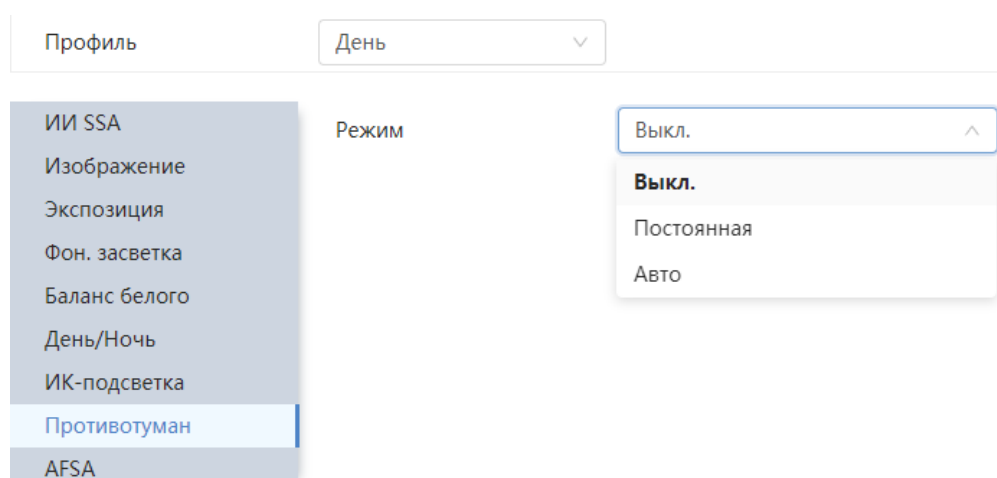 Профиль День
ИИ SSA
Режим Выкл.
Изображение
Выкл.
Экспозиция
Постоянная
Фон. засветка
Авто
Баланс белого
День/Ночь
ИК-подсветка
Противотуман
AFSA